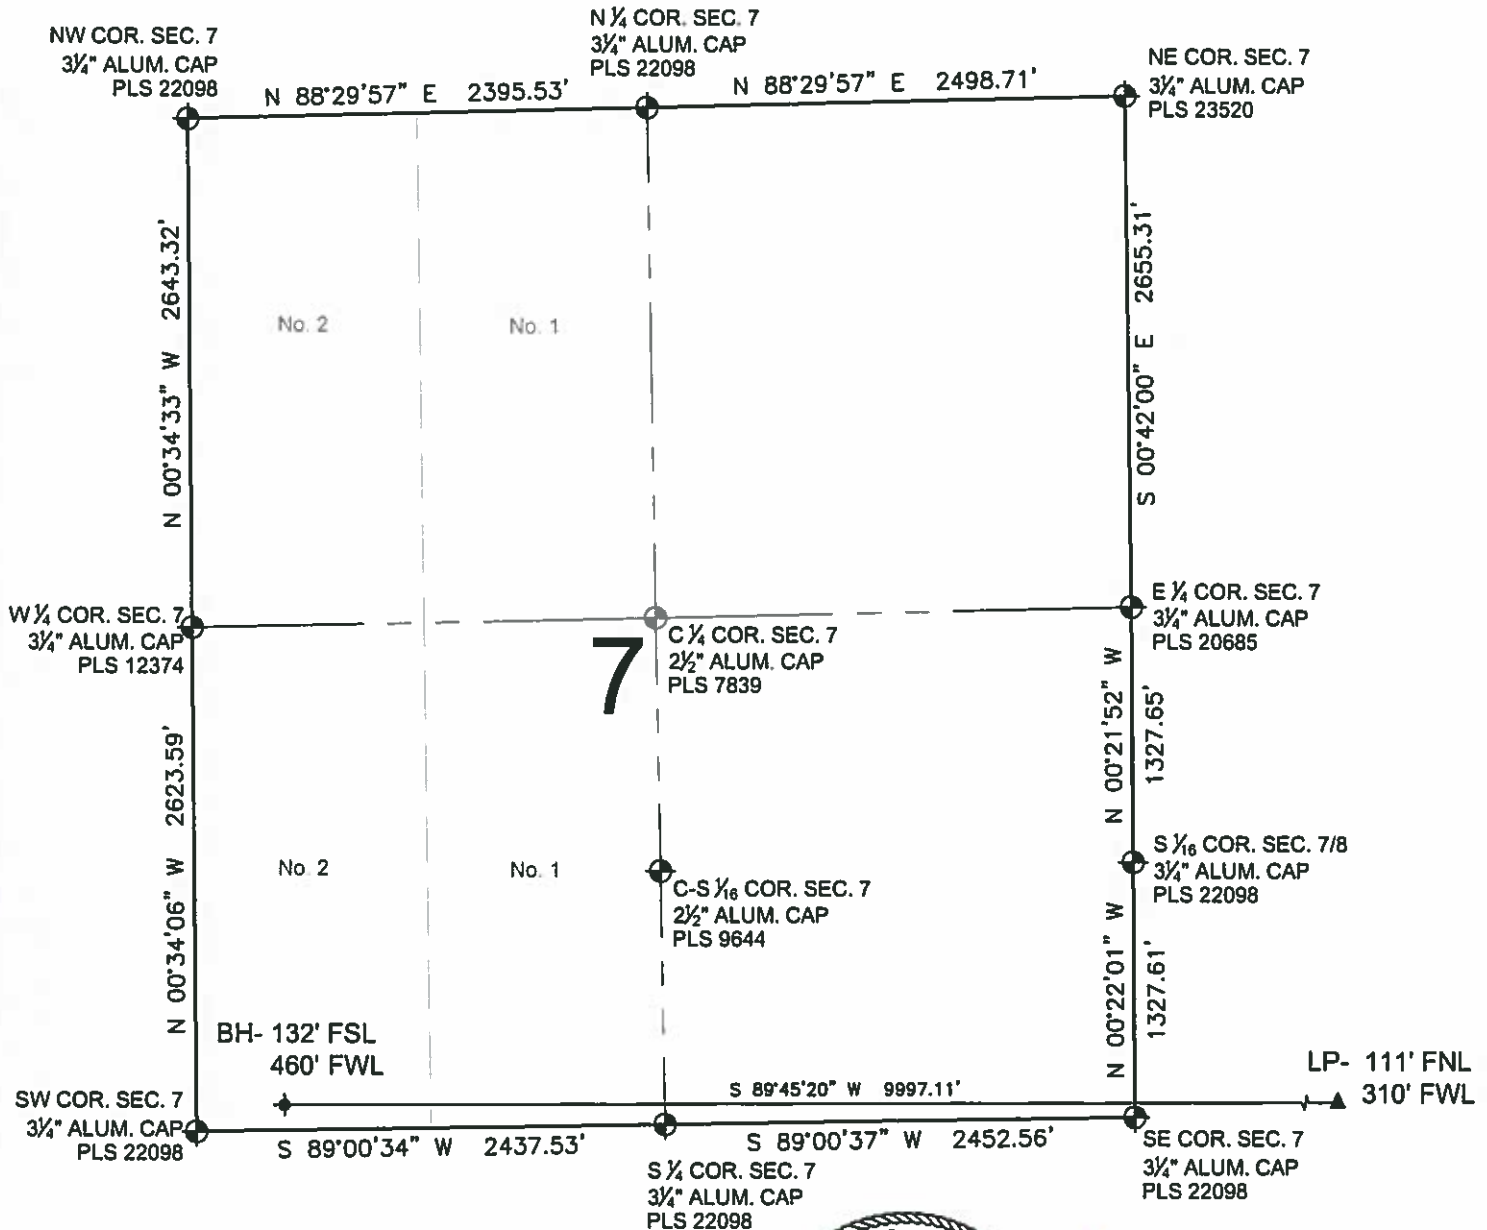 N ¼ COR. SEC. 7
3¼" ALUM. CAP
PLS 22098
NW COR. SEC. 7
3¼" ALUM. CAP
PLS 22098
NE COR. SEC. 7
3¼" ALUM. CAP
PLS 23520
N 88°29'57" E 2395.53'
N 88°29'57" E 2498.71'
N 00°34'33" W 2643.32'
S 00°42'00" E 2655.31'
No. 2
No. 1
W ¼ COR. SEC. 7
3¼" ALUM. CAP
PLS 12374
7
C ¼ COR. SEC. 7
2½" ALUM. CAP
PLS 7839
E ¼ COR. SEC. 7
3¼" ALUM. CAP
PLS 20685
N 00°34'06" W 2623.59'
N 00°21'52" W
1327.65'
No. 2
No. 1
C-S 1/16 COR. SEC. 7
2½" ALUM. CAP
PLS 9644
S 1/16 COR. SEC. 7/8
3¼" ALUM. CAP
PLS 22098
N 00°22'01" W
1327.61'
BH- 132' FSL
460' FWL
S 89°45'20" W 9997.11'
LP- 111' FNL
310' FWL
SW COR. SEC. 7
3¼" ALUM. CAP
PLS 22098
S 89°00'34" W 2437.53'
S 89°00'37" W 2452.56'
S ¼ COR. SEC. 7
3¼" ALUM. CAP
PLS 22098
SE COR. SEC. 7
3¼" ALUM. CAP
PLS 22098